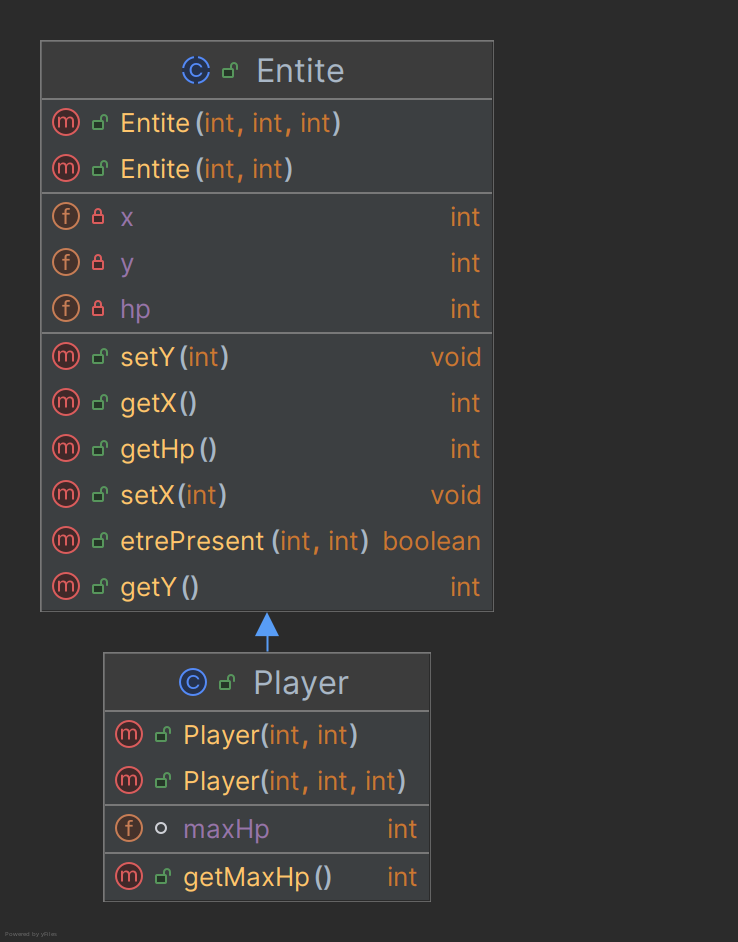 Entite
Entite(int, int, int)
Entite(int, int)
x int
y int
hp int
setY(int) void
getX() int
getHp() int
setX(int) void
etrePresent(int, int) boolean
getY() int
Player
Player(int, int)
Player(int, int, int)
maxHp int
getMaxHp() int
Powered by yFiles